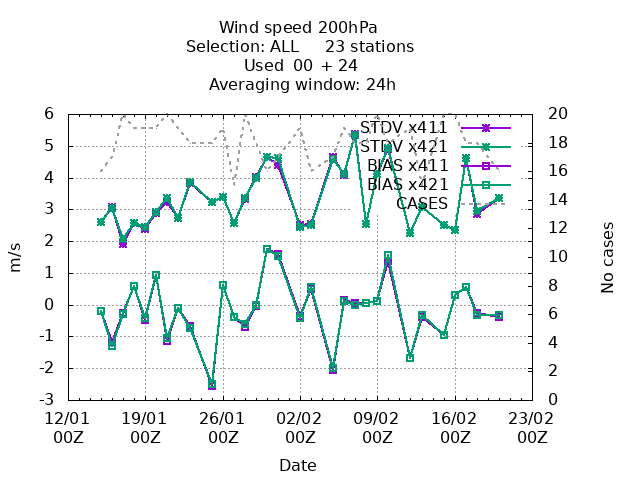 Wind speed 200hPa
Selection: ALL 23 stations
Used 00 + 24
Averaging window: 24h
STDV x411
STDV x421
BIAS x411
BIAS x421
CASES
6
5
4
3
2
1
0
-1
-2
-3
m/s
20
18
16
14
12
10
8
6
4
2
0
No cases
12/01 19/01 26/01 02/02 09/02 16/02 23/02
00Z 00Z 00Z 00Z 00Z 00Z 00Z
Date